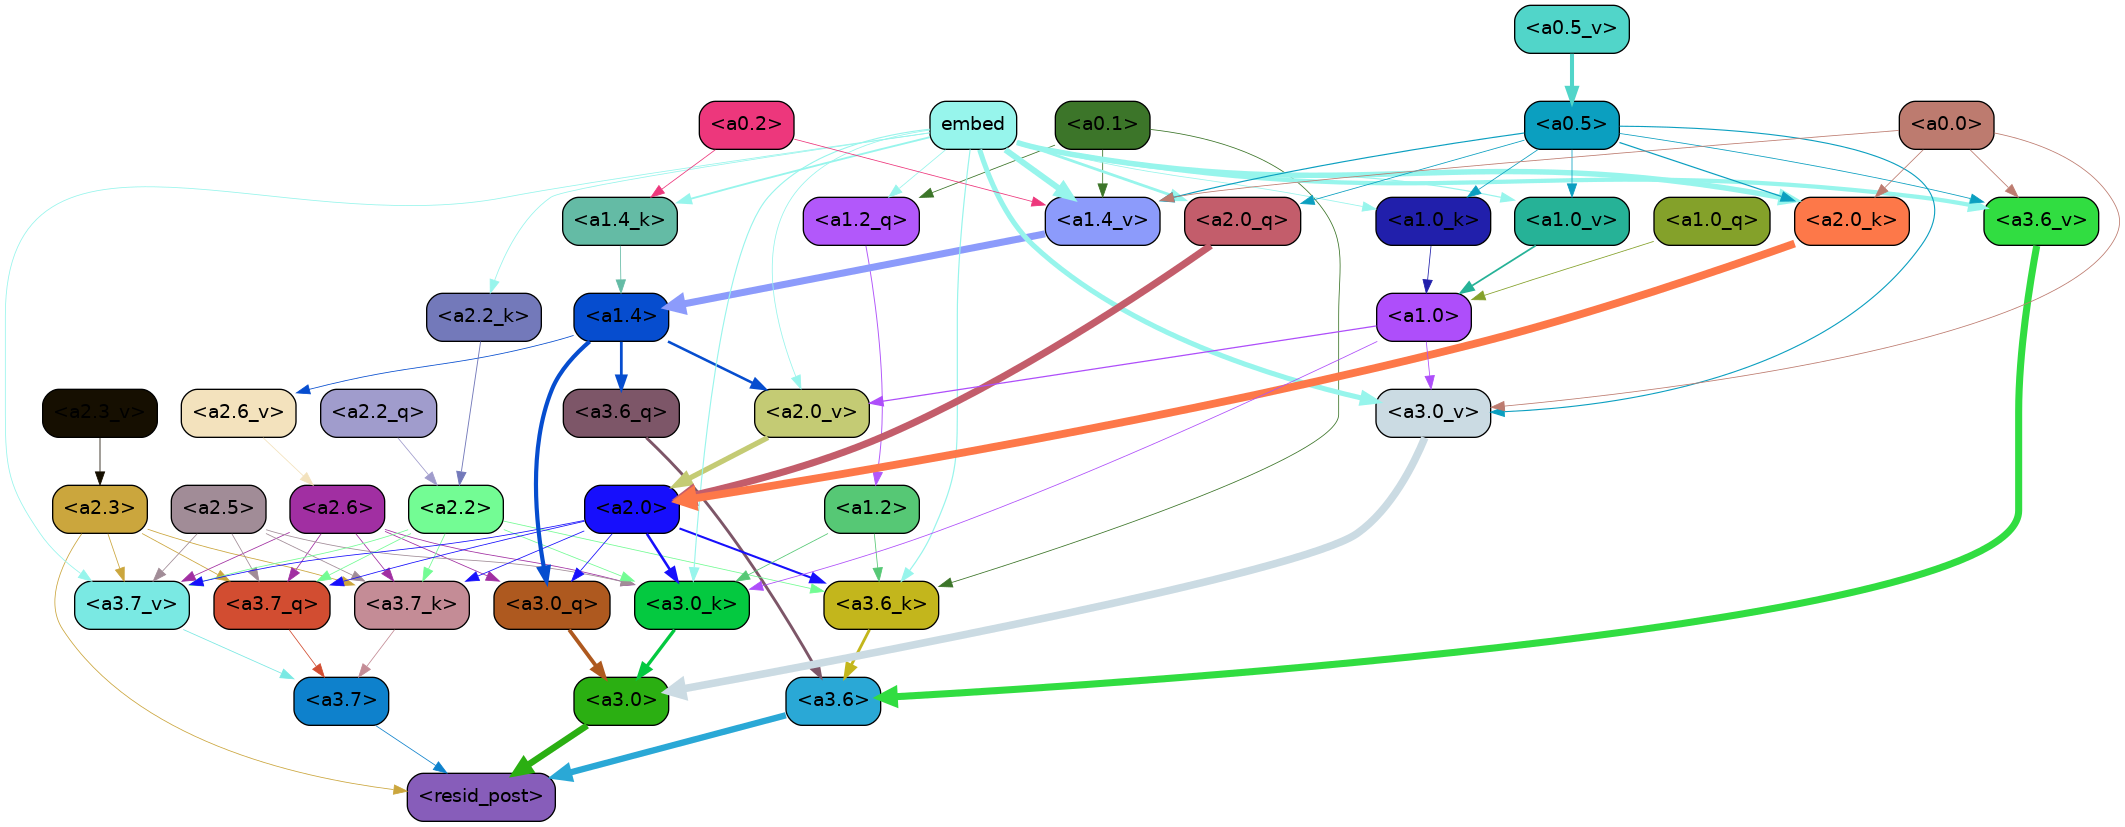 <a0.5_v>
<a0.2>
embed
<a0.1>
<a0.5>
<a0.0>
<a1.4_k>
<a1.2_q>
<a1.4_v>
<a2.0_q>
<a1.0_k>
<a1.0_v>
<a1.0_q>
<a2.0_k>
<a3.6_v>
<a2.2_k>
<a1.4>
<a1.0>
<a2.3_v>
<a2.6_v>
<a2.2_q>
<a3.6_q>
<a2.0_v>
<a3.0_v>
<a2.3>
<a2.5>
<a2.6>
<a2.2>
<a2.0>
<a1.2>
<a3.7_v>
<a3.7_q>
<a3.7_k>
<a3.0_q>
<a3.0_k>
<a3.6_k>
<a3.7>
<a3.0>
<a3.6>
<resid_post>